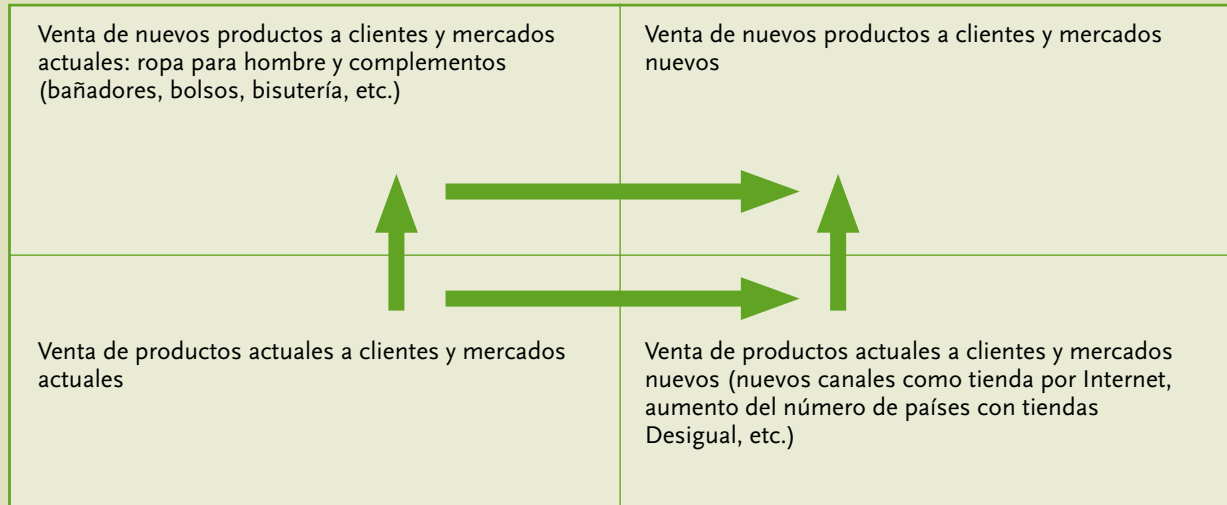 Venta de nuevos productos a clientes y mercados
actuales: ropa para hombre y complementos
(bañadores, bolsos, bisutería, etc.)
Venta de nuevos productos a clientes y mercados
nuevos
Venta de productos actuales a clientes y mercados
actuales
Venta de productos actuales a clientes y mercados
nuevos (nuevos canales como tienda por Internet,
aumento del número de países con tiendas
Desigual, etc.)